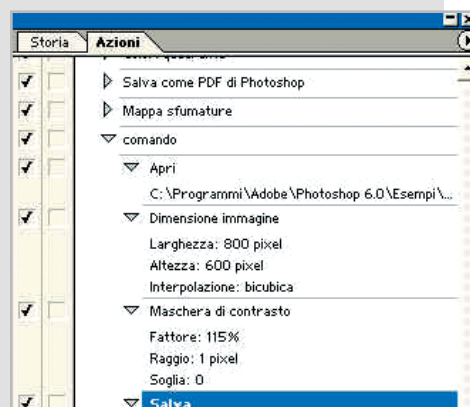 Storia Azioni
Salva come PDF di Photoshop
Mappa sfumature
comando
Apri
C:\Programmi\Adobe\Photoshop 6.0\Esempi\...
Dimensione immagine
Larghezza: 800 pixel
Altezza: 600 pixel
Interpolazione: bicubica
Maschera di contrasto
Fattore: 115%
Raggio: 1 pixel
Soglia: 0
Salva